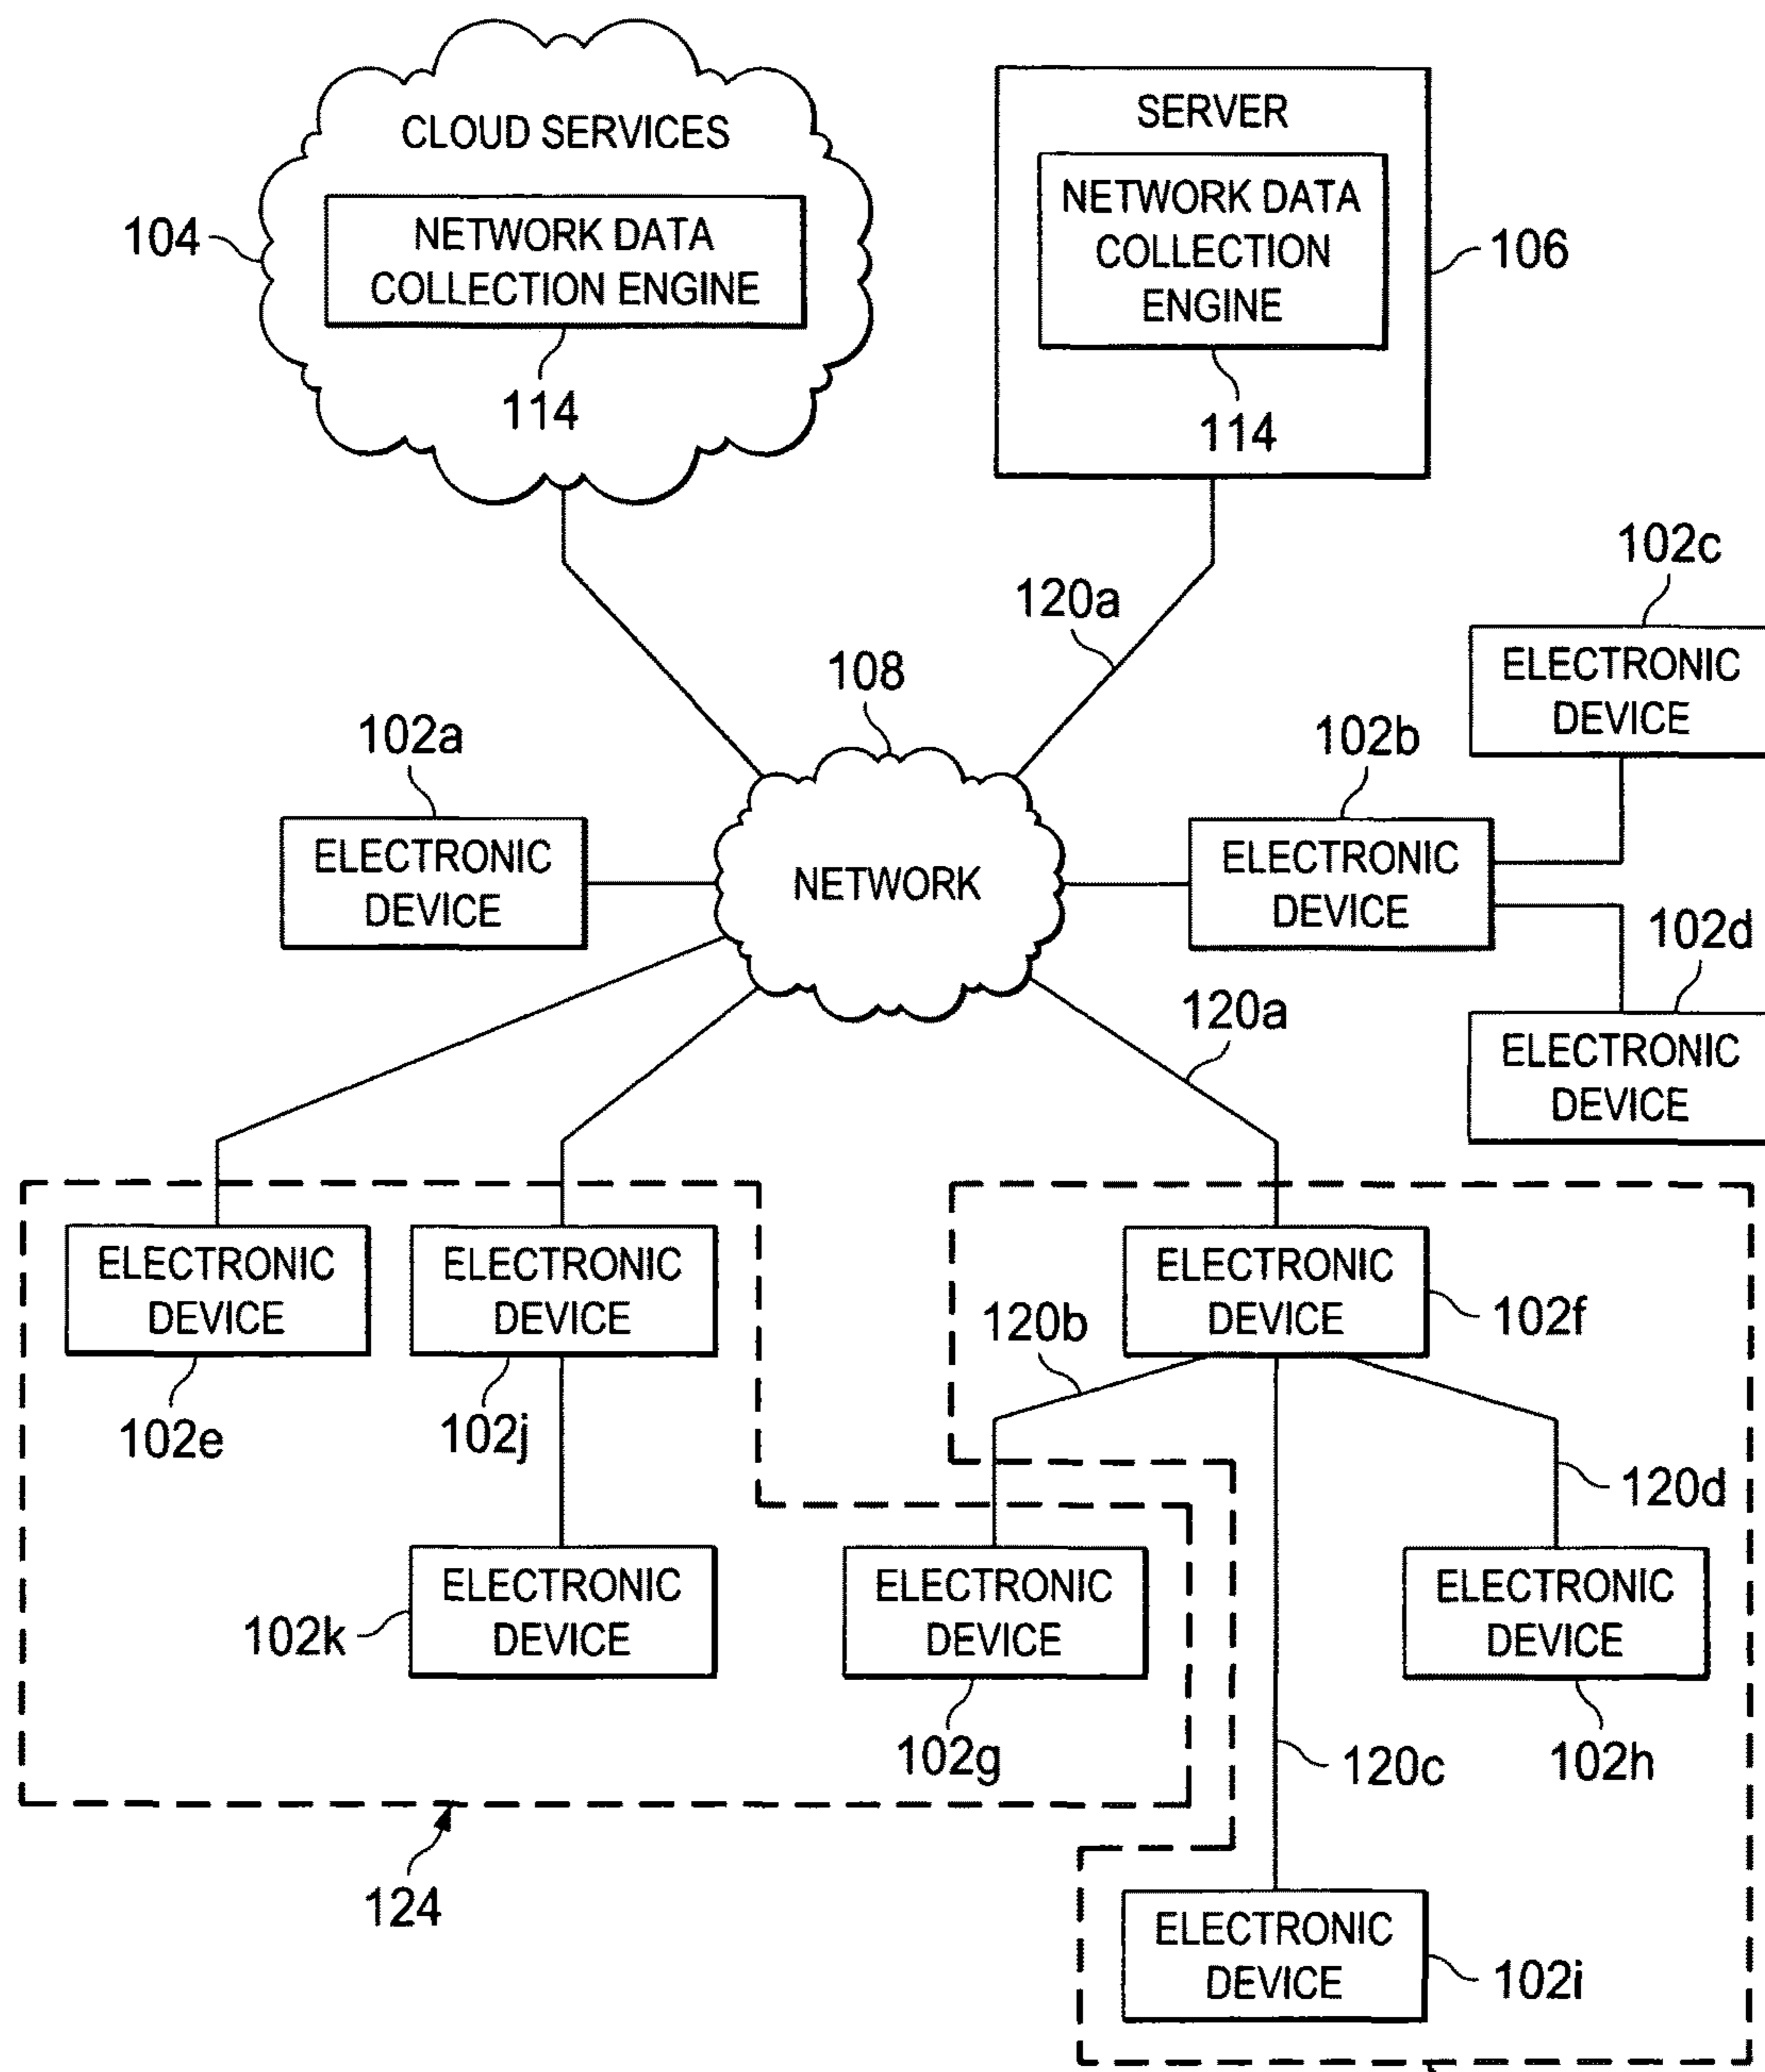 CLOUD SERVICES
NETWORK DATA
COLLECTION ENGINE
104
114
SERVER
NETWORK DATA
COLLECTION
ENGINE
106
114
120a
102c
ELECTRONIC
DEVICE
108
NETWORK
102a
ELECTRONIC
DEVICE
102b
ELECTRONIC
DEVICE
102d
ELECTRONIC
DEVICE
120a
ELECTRONIC
DEVICE
102e
ELECTRONIC
DEVICE
102j
ELECTRONIC
DEVICE
102f
120b
120d
ELECTRONIC
DEVICE
102k
ELECTRONIC
DEVICE
102g
ELECTRONIC
DEVICE
102h
120c
124
ELECTRONIC
DEVICE
102i